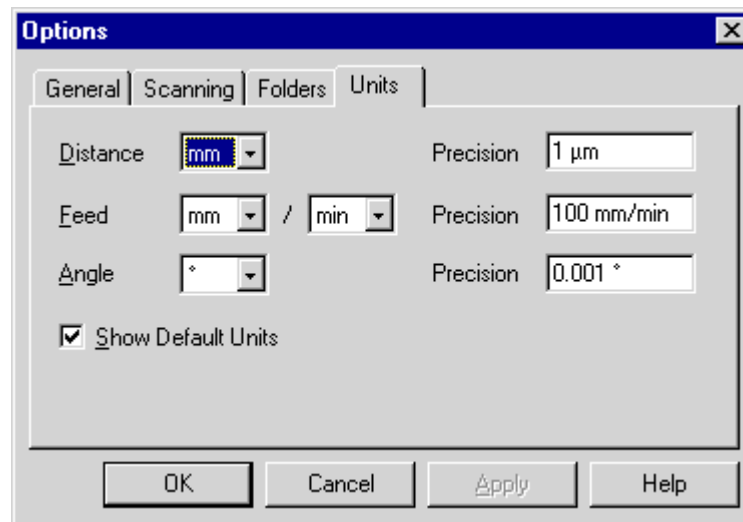 Options
General Scanning Folders Units
Distance mm Precision 1 µm
Feed mm / min Precision 100 mm/min
Angle ° Precision 0.001 °
Show Default Units
OK Cancel Apply Help